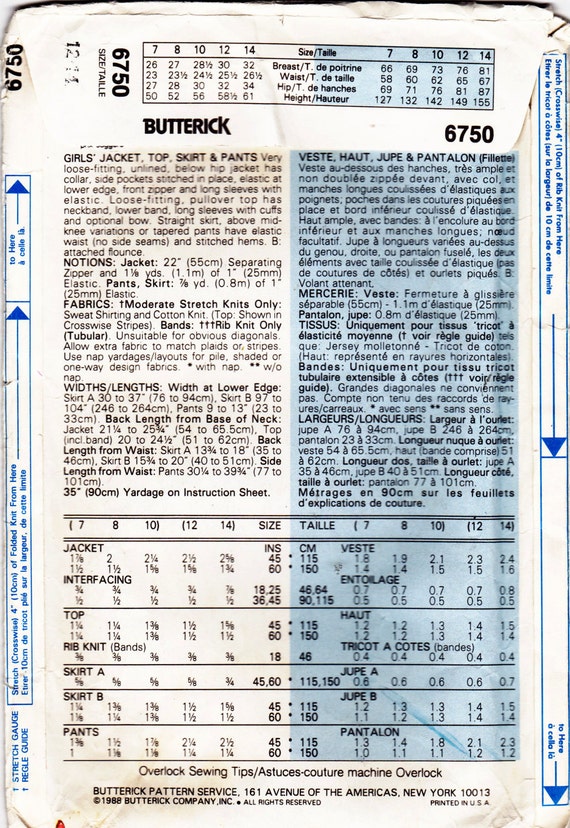 6750
12 14
SIZE/TAILLE
6750
7 8 10 12 14 Size/Taille 7 8 10 12 14
26 27 28½ 30 32 Breast/T. de poitrine 66 69 73 76 81
23 23½ 24½ 25½ 26½ Waist/T. de taille 58 60 62 65 67
27 28 30 32 34 Hip/T. de hanches 69 71 76 81 87
50 52 56 58½ 61 Height/Hauteur 127 132 142 149 155
BUTTERICK 6750
GIRLS' JACKET, TOP, SKIRT & PANTS Very
loose-fitting, unlined, below hip jacket has
collar, side pockets stitched in place, elastic at
lower edge, front zipper and long sleeves with
elastic. Loose-fitting, pullover top has
neckband, lower band, long sleeves with cuffs
and optional bow. Straight skirt, above mid-
knee variations or tapered pants have elastic
waist (no side seams) and stitched hems. B:
attached flounce.
NOTIONS: Jacket: 22" (55cm) Separating
Zipper and 1⅛ yds. (1.1m) of 1" (25mm)
Elastic. Pants, Skirt: ⅞ yd. (0.8m) of 1"
(25mm) Elastic.
FABRICS: †Moderate Stretch Knits Only:
Sweat Shirting and Cotton Knit. (Top: Shown in
Crosswise Stripes). Bands: †††Rib Knit Only
(Tubular). Unsuitable for obvious diagonals.
Allow extra fabric to match plaids or stripes.
Use nap yardages/layouts for pile, shaded or
one-way design fabrics. * with nap. ** w/o
nap.
WIDTHS/LENGTHS: Width at Lower Edge:
Skirt A 30 to 37" (76 to 94cm), Skirt B 97 to
104" (246 to 264cm), Pants 9 to 13" (23 to
33cm). Back Length from Base of Neck:
Jacket 21¼ to 25¾" (54 to 65.5cm), Top
(incl.band) 20 to 24½" (51 to 62cm). Back
Length from Waist: Skirt A 13¾ to 18" (35 to
46cm), Skirt B 15¾ to 20" (40 to 51cm). Side
Length from Waist: Pants 30¼ to 39¾" (77 to
101cm).
35" (90cm) Yardage on Instruction Sheet.
VESTE, HAUT, JUPE & PANTALON (Fillette)
Veste au-dessous des hanches, très ample et
non doublée zippée devant, avec col, et
manches longues coulissées d'élastiques aux
poignets; poches dans les coutures piquées en
place et bord inférieur coulissé d'élastique.
Haut ample, avec bandes: à l'encolure au bord
inférieur et aux manches longues; nœud
facultatif. Jupe à longueurs variées au-dessus
du genou, droite, ou pantalon fuselé, les deux
éléments avec taille coulissée d'élastique (pas
de coutures de côtés) et ourlets piqués. B:
Volant attenant.
MERCERIE: Veste: Fermeture à glissière
séparable (55cm) - 1.1m d'élastique (25mm).
Pantalon, jupe: 0.8m d'élastique (25mm).
TISSUS: Uniquement pour tissus 'tricot' à
élasticité moyenne († voir règle guide) tels
que: Jersey molletonné - Tricot de coton.
(Haut: représenté en rayures horizontales).
Bandes: Uniquement pour tissu tricot
tubulaire extensible à côtes (††† voir règle
guide). Grandes diagonales ne conviennent
pas. Compte non tenu des raccords de ray-
ures/carreaux. * avec sens ** sans sens.
LARGEURS/LONGUEURS: Largeur à l'ourlet:
jupe A 76 à 94cm, jupe B 246 à 264cm,
pantalon 23 à 33cm. Longueur nuque à ourlet:
veste 54 à 65.5cm, haut (bande comprise) 51
à 62cm. Longueur dos, taille à ourlet: jupe A
35 à 46cm, jupe B 40 à 51cm. Longueur côté,
taille à ourlet: pantalon 77 à 101cm.
Métrages en 90cm sur les feuillets
d'explications de couture.
( 7 8 10) (12 14) SIZE TAILLE ( 7 8 10) (12 14)
JACKET INS CM VESTE
1⅞ 2 2¼ 2½ 2⅝ 45 * 115 1.8 1.9 2.1 2.3 2.4
1½ 1½ 1⅝ 1⅝ 1¾ 60 * 150 1.4 1.4 1.5 1.5 1.6
INTERFACING ENTOILAGE
¾ ¾ ¾ ¾ ⅞ 18,25 46,64 0.7 0.7 0.7 0.7 0.8
½ ½ ½ ½ ½ 36,45 90,115 0.5 0.5 0.5 0.5 0.5
TOP HAUT
1¼ 1¼ 1⅜ 1½ 1½ 45 * 115 1.2 1.2 1.3 1.4 1.5
1¼ 1¼ 1⅜ 1⅜ 1½ 60 * 150 1.2 1.2 1.3 1.3 1.4
RIB KNIT (Bands) TRICOT A COTES (bandes)
⅜ ⅜ ⅜ ⅜ ⅜ 18 46 0.4 0.4 0.4 0.4 0.4
SKIRT A JUPE A
⅝ ⅝ ⅝ ⅝ ¾ 45,60 * 115,150 0.6 0.6 0.6 0.6 0.7
SKIRT B JUPE B
1¼ 1⅜ 1⅜ 1½ 1⅝ 45 * 115 1.2 1.3 1.3 1.4 1.5
1⅛ 1¼ 1¼ 1⅜ 1½ 60 * 150 1.1 1.2 1.2 1.3 1.4
PANTS PANTALON
1⅜ 1½ 1⅞ 2¼ 2½ 45 * 115 1.3 1.4 1.8 2.1 2.3
1 1⅛ 1⅛ 1¼ 1¼ 60 * 150 1.0 1.1 1.1 1.2 1.2
Overlock Sewing Tips/Astuces-couture machine Overlock
BUTTERICK PATTERN SERVICE, 161 AVENUE OF THE AMERICAS, NEW YORK 10013
©1988 BUTTERICK COMPANY, INC. • ALL RIGHTS RESERVED PRINTED IN U.S.A.
† STRETCH GAUGE
† REGLE GUIDE
Stretch (Crosswise) 4" (10cm) of Folded Knit From Here
Etirer 10cm de tricot plié sur la largeur, de cette limite
to Here
à celle là
Stretch (Crosswise) 4" (10cm) of Rib Knit From Here
Etirer le tricot à côtes (sur la largeur) de 10 cm de cette limite
to Here
à celle là